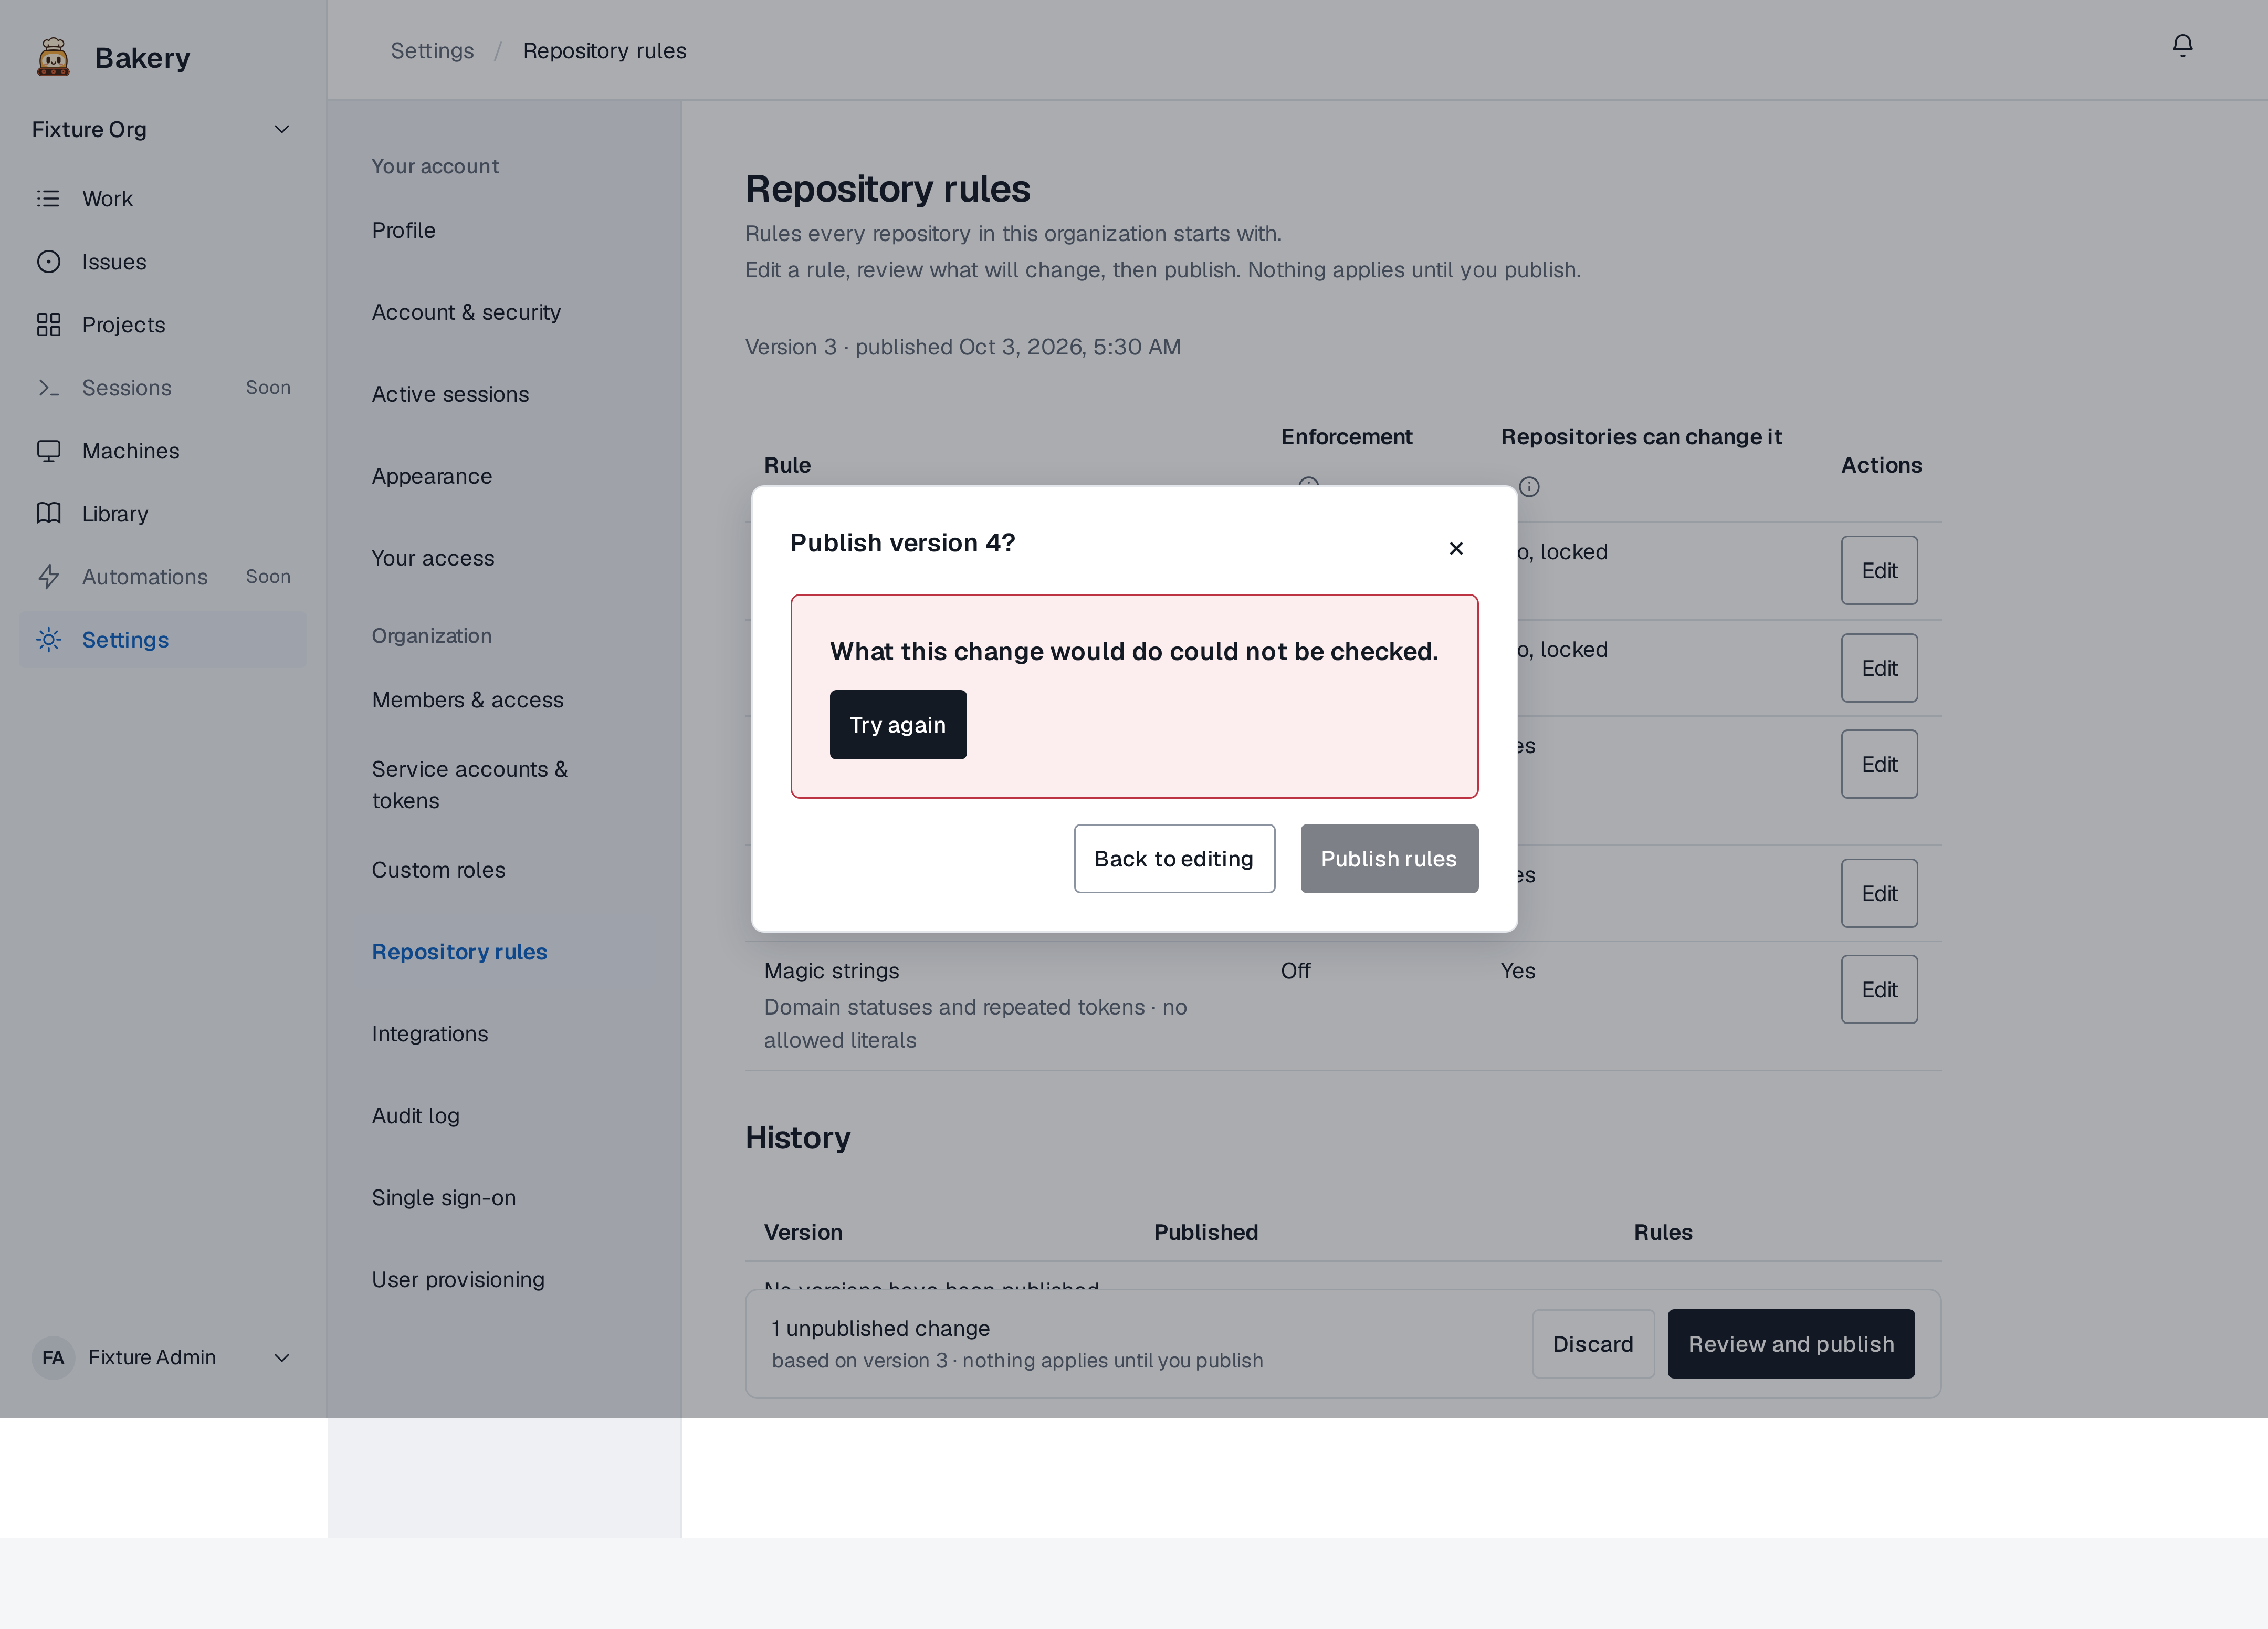 Bakery
Fixture Org
Work
Issues
Projects
Sessions Soon
Machines
Library
Automations Soon
Settings
FA Fixture Admin
Settings / Repository rules
Your account
Profile
Account & security
Active sessions
Appearance
Your access
Organization
Members & access
Service accounts &
tokens
Custom roles
Repository rules
Integrations
Audit log
Single sign-on
User provisioning
Repository rules
Rules every repository in this organization starts with.
Edit a rule, review what will change, then publish. Nothing applies until you publish.
Version 3 · published Oct 3, 2026, 5:30 AM
Rule Enforcement Repositories can change it Actions
Publish version 4?
What this change would do could not be checked.
Try again
Back to editing Publish rules
locked Edit
locked Edit
Edit
Edit
Magic strings Off Yes Edit
Domain statuses and repeated tokens · no
allowed literals
History
Version Published Rules
No versions have been published
1 unpublished change
based on version 3 · nothing applies until you publish
Discard Review and publish